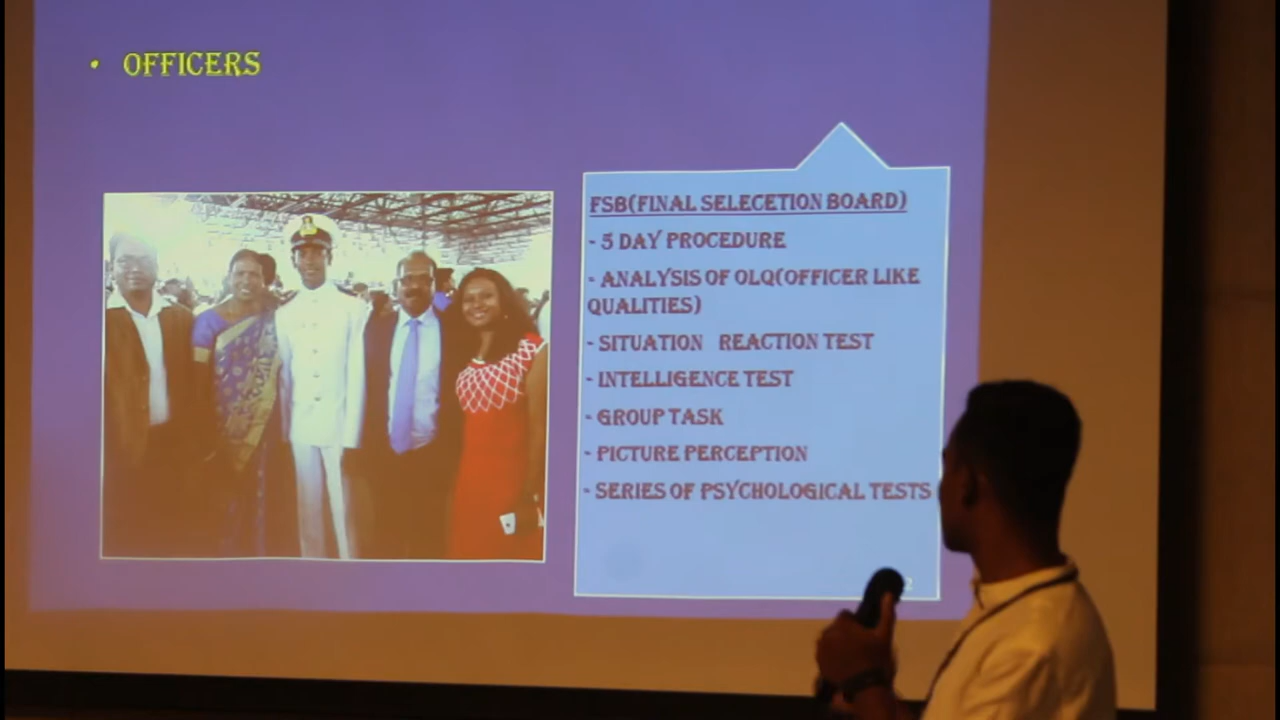 • OFFICERS
FSB(FINAL SELECETION BOARD)
- 5 DAY PROCEDURE
- ANALYSIS OF OLQ(OFFICER LIKE
QUALITIES)
- SITUATION REACTION TEST
- INTELLIGENCE TEST
- GROUP TASK
- PICTURE PERCEPTION
- SERIES OF PSYCHOLOGICAL TESTS